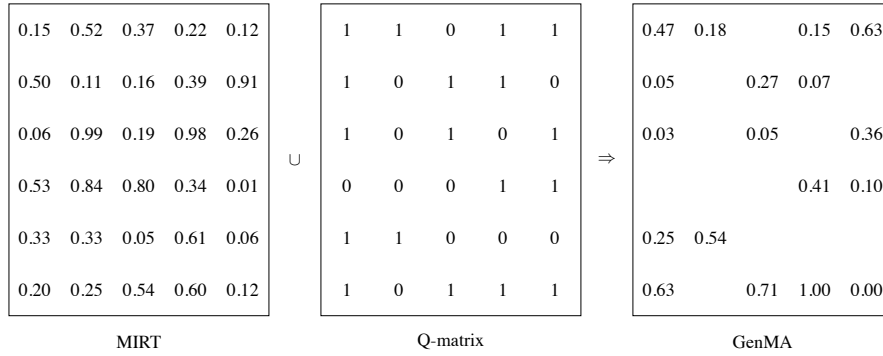 0.15 0.52 0.37 0.22 0.12 1 1 0 1 1 0.47 0.18 0.15 0.63
0.50 0.11 0.16 0.39 0.91 1 0 1 1 0 0.05 0.27 0.07
0.06 0.99 0.19 0.98 0.26 1 0 1 0 1 0.03 0.05 0.36
∪ ⇒
0.53 0.84 0.80 0.34 0.01 0 0 0 1 1 0.41 0.10
0.33 0.33 0.05 0.61 0.06 1 1 0 0 0 0.25 0.54
0.20 0.25 0.54 0.60 0.12 1 0 1 1 1 0.63 0.71 1.00 0.00
MIRT Q-matrix GenMA